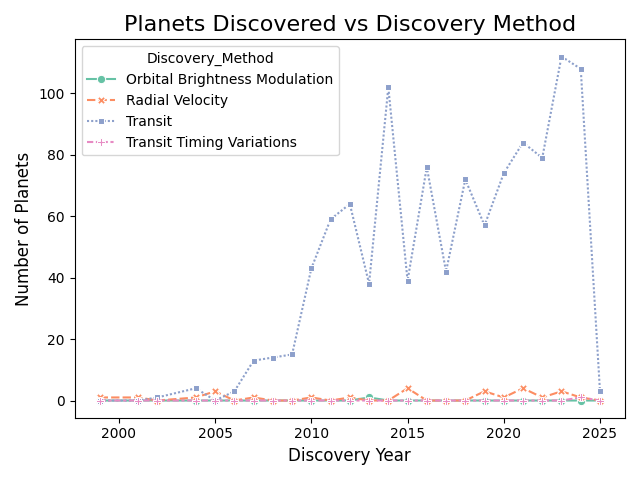 Planets Discovered vs Discovery Method
Discovery_Method
Orbital Brightness Modulation
Radial Velocity
Transit
Transit Timing Variations
Number of Planets
100
80
60
40
20
0
2000
2005
2010
2015
2020
2025
Discovery Year